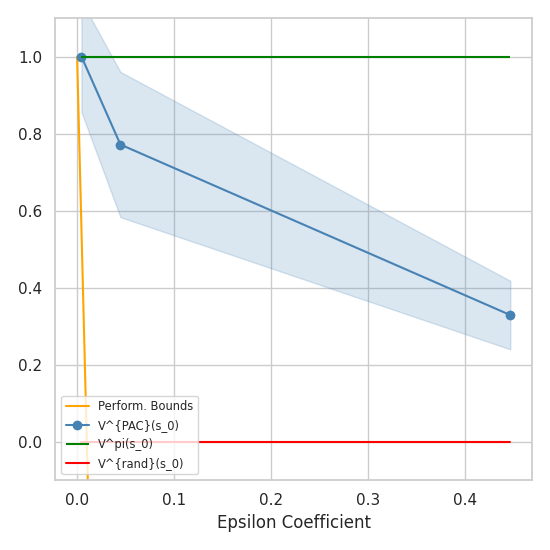 1.0
0.8
0.6
0.4
0.2
0.0
Perform. Bounds
V^{PAC}(s_0)
V^pi(s_0)
V^{rand}(s_0)
0.0 0.1 0.2 0.3 0.4
Epsilon Coefficient